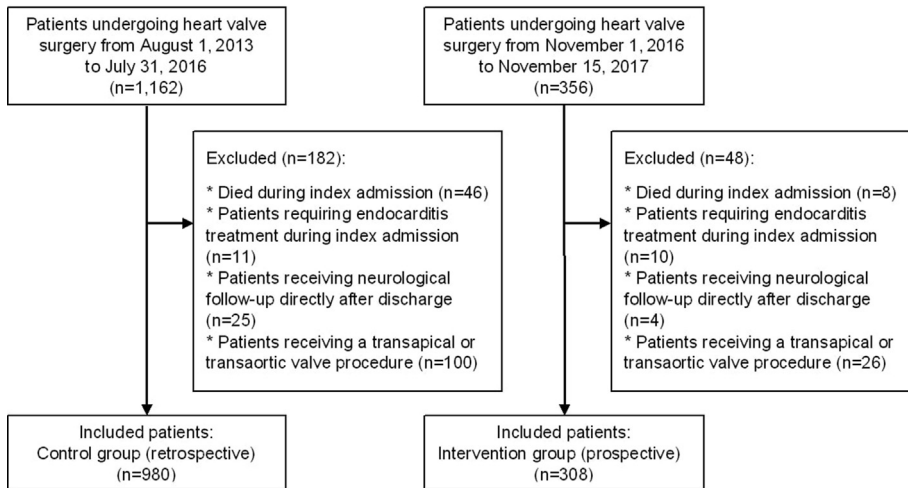 Patients undergoing heart valve
surgery from August 1, 2013
to July 31, 2016
(n=1,162)
Patients undergoing heart valve
surgery from November 1, 2016
to November 15, 2017
(n=356)
Excluded (n=182):
* Died during index admission (n=46)
* Patients requiring endocarditis
treatment during index admission
(n=11)
* Patients receiving neurological
follow-up directly after discharge
(n=25)
* Patients receiving a transapical or
transaortic valve procedure (n=100)
Excluded (n=48):
* Died during index admission (n=8)
* Patients requiring endocarditis
treatment during index admission
(n=10)
* Patients receiving neurological
follow-up directly after discharge
(n=4)
* Patients receiving a transapical or
transaortic valve procedure (n=26)
Included patients:
Control group (retrospective)
(n=980)
Included patients:
Intervention group (prospective)
(n=308)